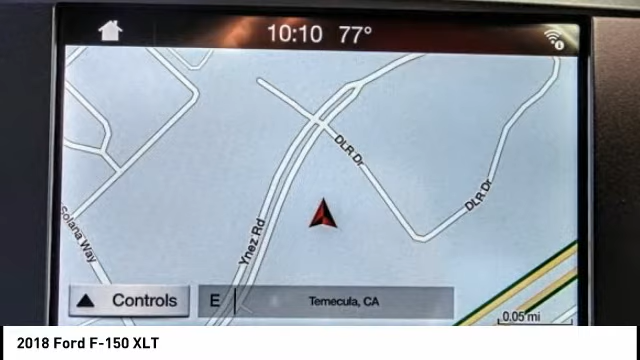 10:10 77°
DLR Dr
DLR Dr
Solana Way
Ynez Rd
Controls
E
Temecula, CA
0.05 mi
2018 Ford F-150 XLT